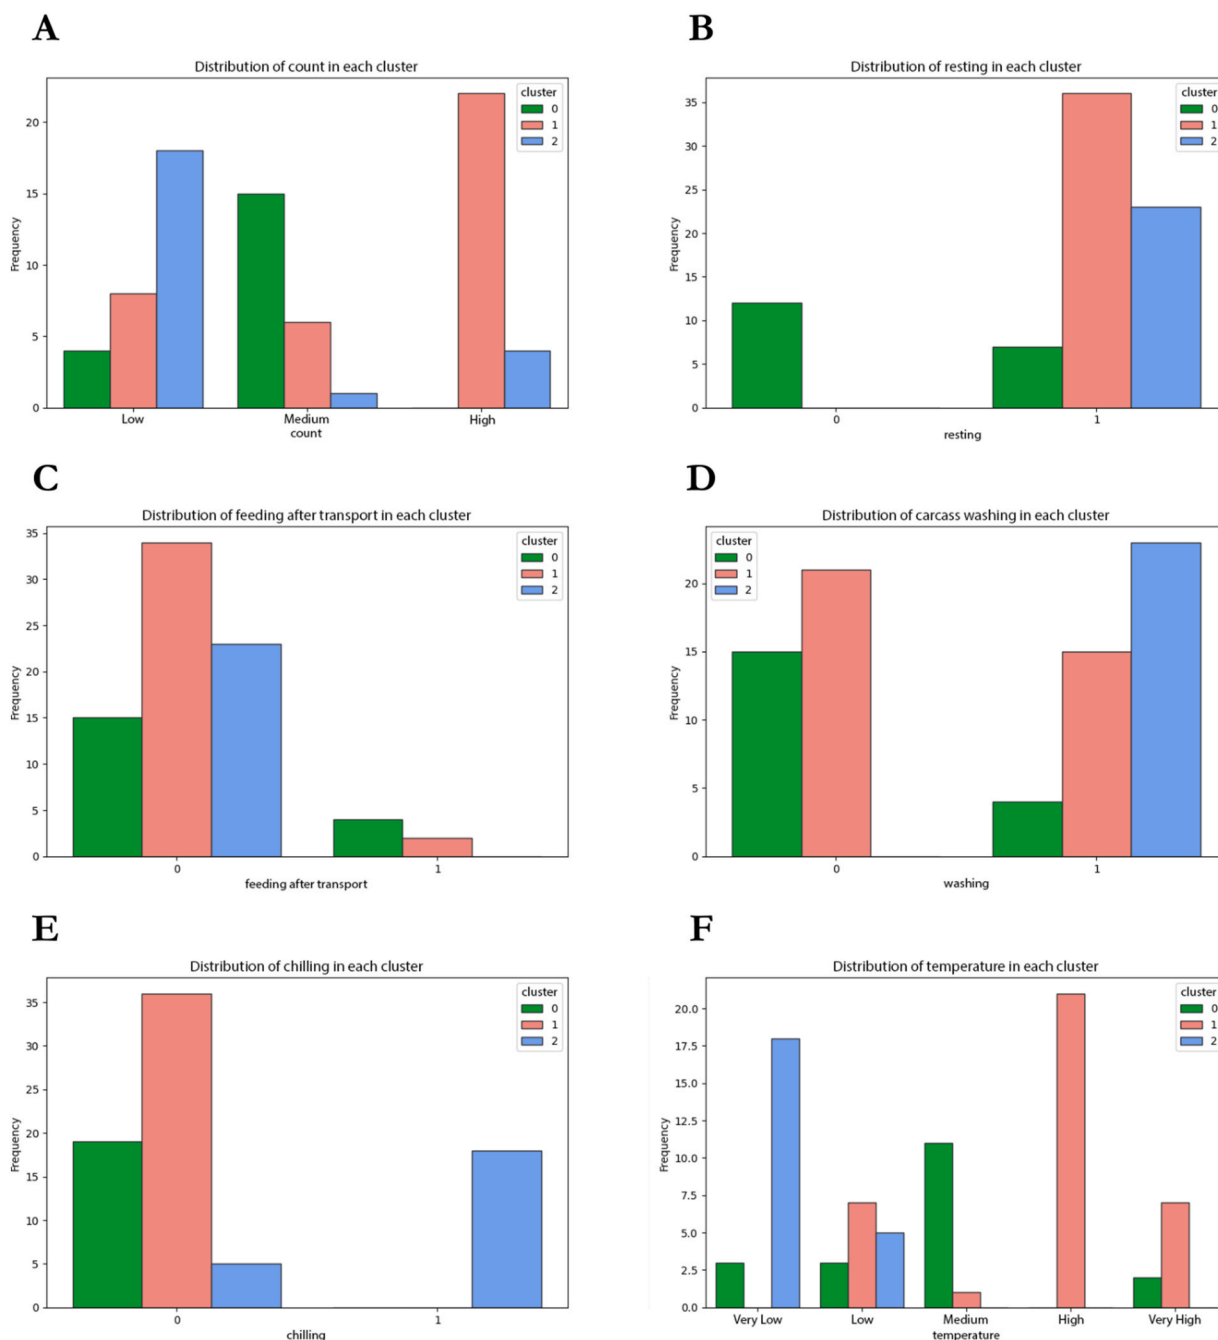 A
Distribution of count in each cluster
cluster
0
1
2
Frequency
20
15
10
5
0
Low
Medium
High
count
B
Distribution of resting in each cluster
cluster
0
1
2
Frequency
35
30
25
20
15
10
5
0
0
1
resting
C
Distribution of feeding after transport in each cluster
cluster
0
1
2
Frequency
35
30
25
20
15
10
5
0
0
1
feeding after transport
D
Distribution of carcass washing in each cluster
cluster
0
1
2
Frequency
20
15
10
5
0
0
1
washing
E
Distribution of chilling in each cluster
cluster
0
1
2
Frequency
35
30
25
20
15
10
5
0
0
1
chilling
F
Distribution of temperature in each cluster
cluster
0
1
2
Frequency
20.0
17.5
15.0
12.5
10.0
7.5
5.0
2.5
0.0
Very Low
Low
Medium
High
Very High
temperature